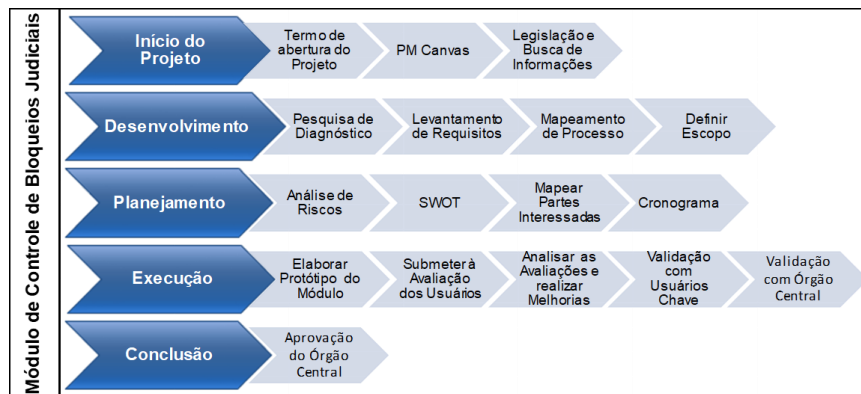 Módulo de Controle de Bloqueios Judiciais
Início do
Projeto
Termo de
abertura do
Projeto
PM Canvas
Legislação e
Busca de
Informações
Desenvolvimento
Pesquisa de
Diagnóstico
Levantamento
de Requisitos
Mapeamento
de Processo
Definir
Escopo
Planejamento
Análise de
Riscos
SWOT
Mapear
Partes
Interessadas
Cronograma
Execução
Elaborar
Protótipo do
Módulo
Submeter à
Avaliação
dos Usuários
Analisar as
Avaliações e
realizar
Melhorias
Validação
com
Usuários
Chave
Validação
com Órgão
Central
Conclusão
Aprovação
do Órgão
Central